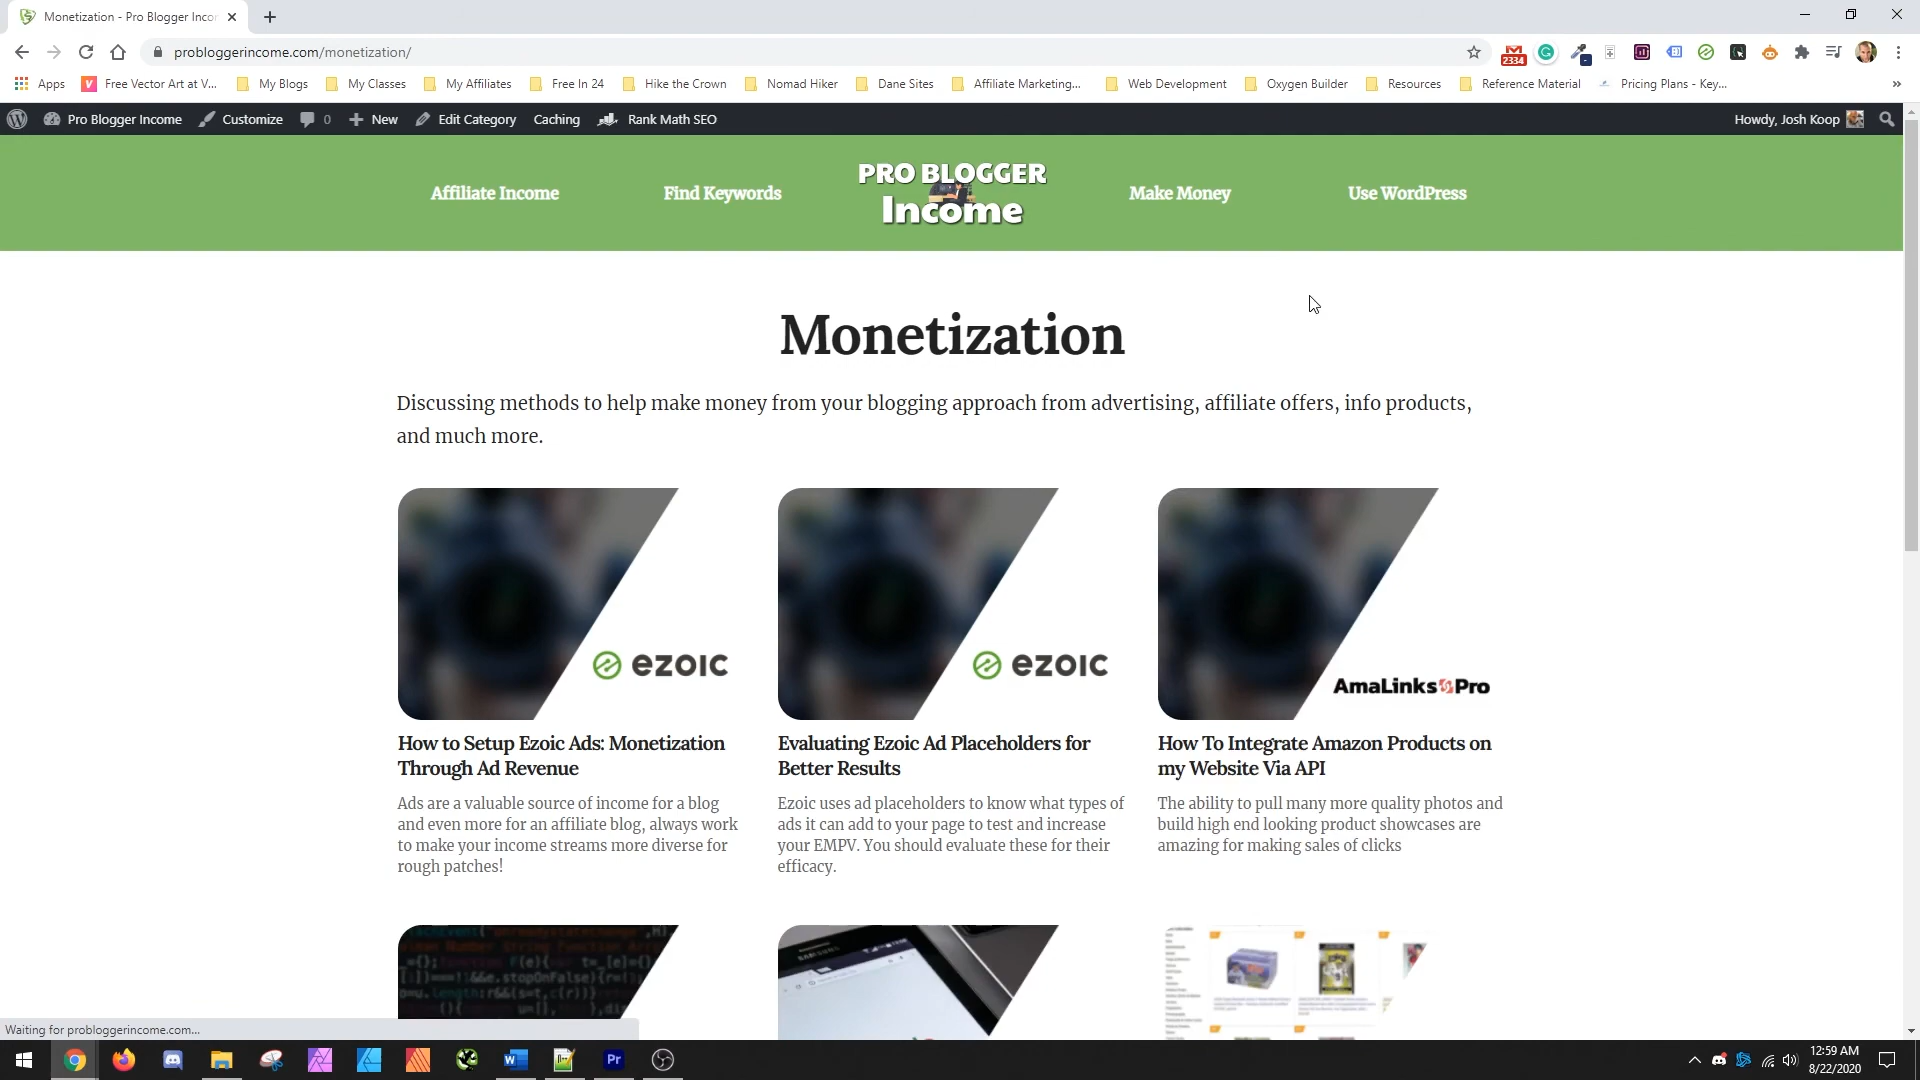 Monetization - Pro Blogger Incor
probloggerincome.com/monetization/
2334
Apps
Free Vector Art at V...
My Blogs
My Classes
My Affiliates
Free In 24
Hike the Crown
Nomad Hiker
Dane Sites
Affiliate Marketing...
Web Development
Oxygen Builder
Resources
Reference Material
Pricing Plans - Key...
Pro Blogger Income
Customize
0
New
Edit Category
Caching
Rank Math SEO
Howdy, Josh Koop
Affiliate Income
Find Keywords
PRO BLOGGER
Income
Make Money
Use WordPress
Monetization
Discussing methods to help make money from your blogging approach from advertising, affiliate offers, info products,
and much more.
ezoic
ezoic
AmaLinks Pro
How to Setup Ezoic Ads: Monetization
Through Ad Revenue
Ads are a valuable source of income for a blog
and even more for an affiliate blog, always work
to make your income streams more diverse for
rough patches!
Evaluating Ezoic Ad Placeholders for
Better Results
Ezoic uses ad placeholders to know what types of
ads it can add to your page to test and increase
your EMPV. You should evaluate these for their
efficacy.
How To Integrate Amazon Products on
my Website Via API
The ability to pull many more quality photos and
build high end looking product showcases are
amazing for making sales of clicks
SAMSUNG
Waiting for probloggerincome.com...
Pr
12:59 AM
8/22/2020